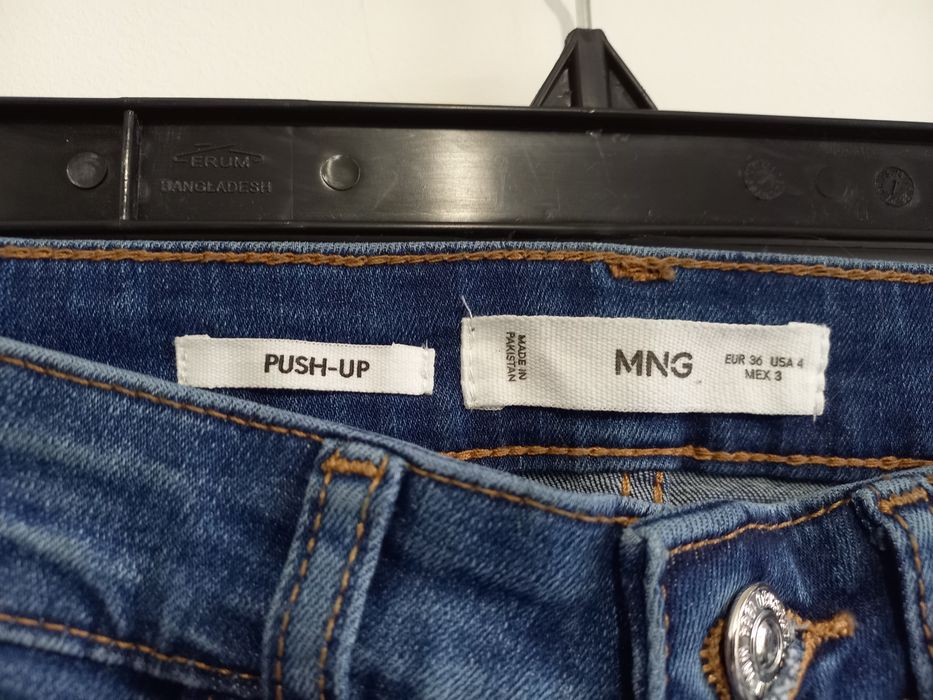 ERUM
BANGLADESH
PUSH-UP
MADE IN
PAKISTAN
MNG
EUR 36 USA 4
MEX 3